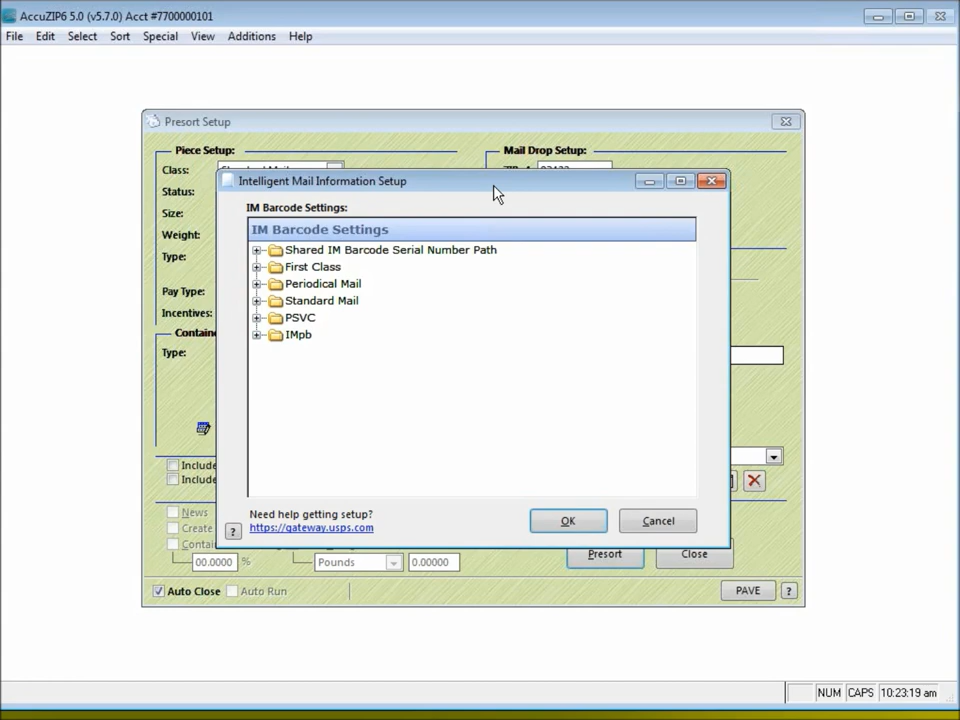 AccuZIP6 5.0 (v5.7.0) Acct #7700000101
File Edit Select Sort Special View Additions Help
Presort Setup
Piece Setup:
Mail Drop Setup:
Class:
Intelligent Mail Information Setup
Status:
Size:
IM Barcode Settings:
Weight:
IM Barcode Settings
Type:
Shared IM Barcode Serial Number Path
First Class
Periodical Mail
Pay Type:
Standard Mail
Incentives:
PSVC
IMpb
Type:
Include
Include
News
Create
00.0000 %
Pounds
0.00000
Need help getting setup?
https://gateway.usps.com
?
OK
Cancel
Presort
Close
Auto Close
Auto Run
PAVE
?
NUM CAPS 10:23:19 am